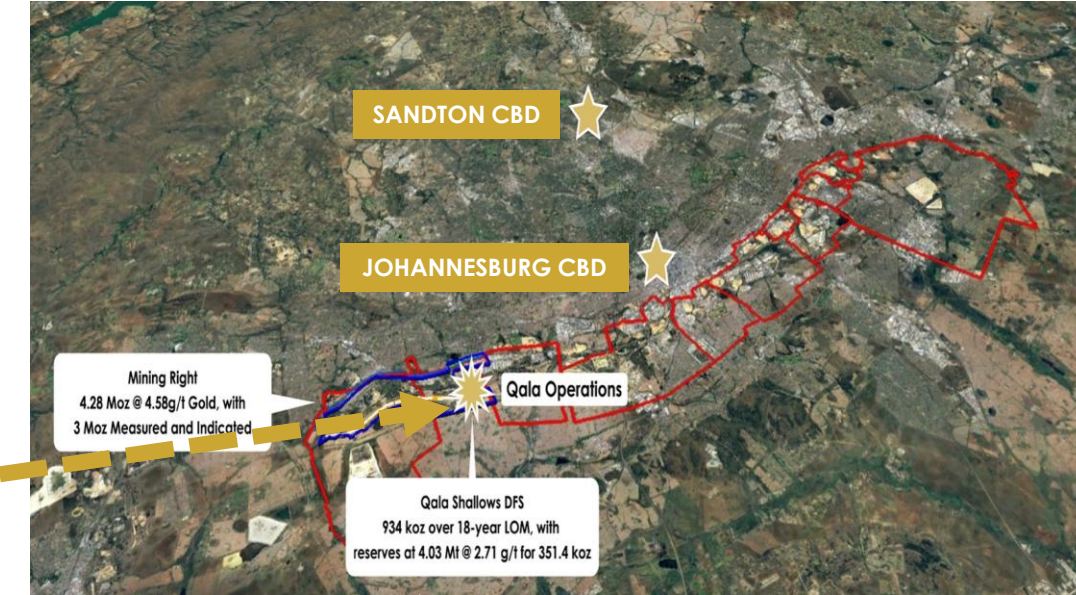 SANDTON CBD
JOHANNESBURG CBD
Mining Right
4.28 Moz @ 4.58g/t Gold, with
3 Moz Measured and Indicated
Qala Operations
Qala Shallows DFS
934 koz over 18-year LOM, with
reserves at 4.03 Mt @ 2.71 g/t for 351.4 koz